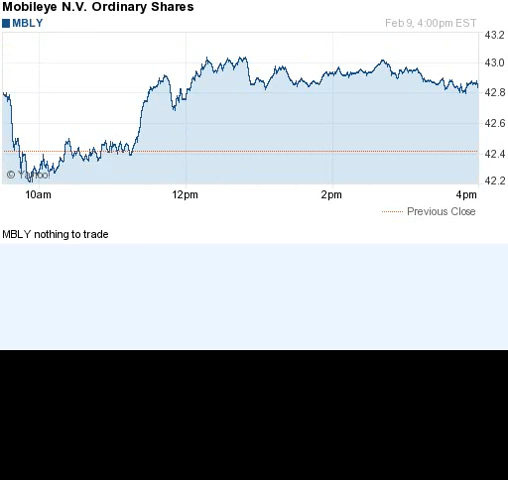 Mobileye N.V. Ordinary Shares
MBLY
Feb 9, 4:00pm EST
43.2
43.0
42.8
42.6
42.4
42.2
© Yahoo!
10am
12pm
2pm
4pm
Previous Close
MBLY nothing to trade